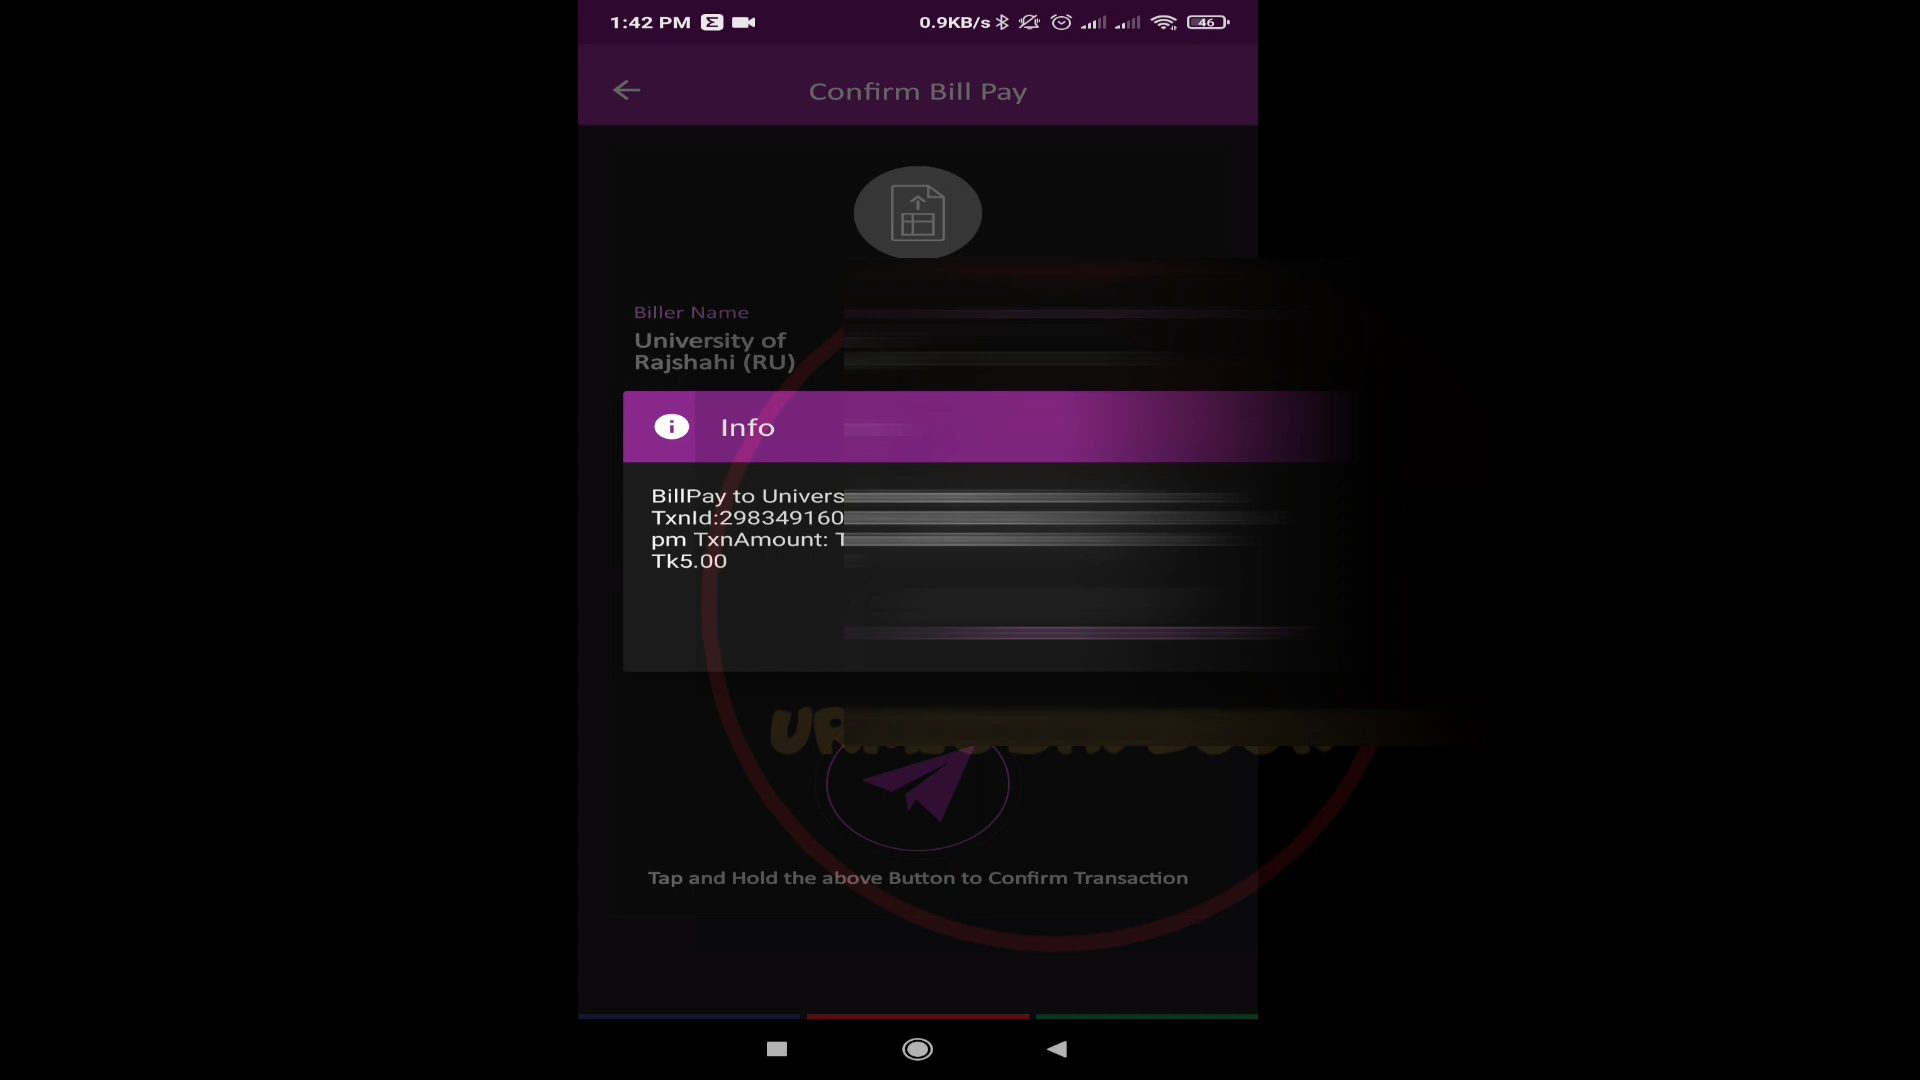 1:42 PM
0.9KB/s
46
Confirm Bill Pay
Biller Name
University of
Rajshahi (RU)
Info
BillPay to Univers
TxnId:298349160
pm TxnAmount: T
Tk5.00
Tap and Hold the above Button to Confirm Transaction